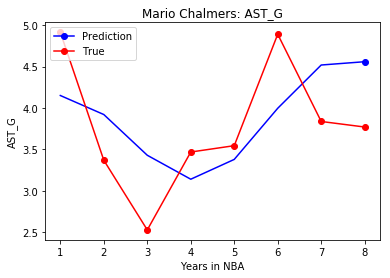 Mario Chalmers: AST_G
5.0
4.5
4.0
3.5
3.0
2.5
AST_G
Prediction
True
1 2 3 4 5 6 7 8
Years in NBA